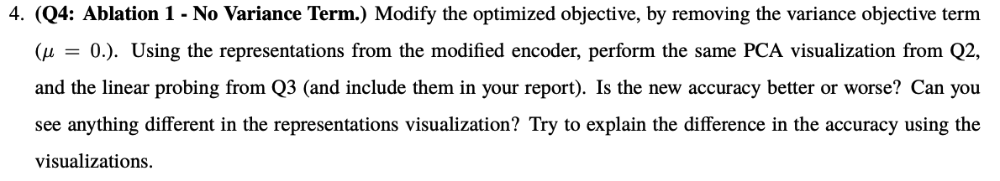 4. (Q4: Ablation 1 - No Variance Term.) Modify the optimized objective, by removing the variance objective term
(μ = 0.). Using the representations from the modified encoder, perform the same PCA visualization from Q2,
and the linear probing from Q3 (and include them in your report). Is the new accuracy better or worse? Can you
see anything different in the representations visualization? Try to explain the difference in the accuracy using the
visualizations.